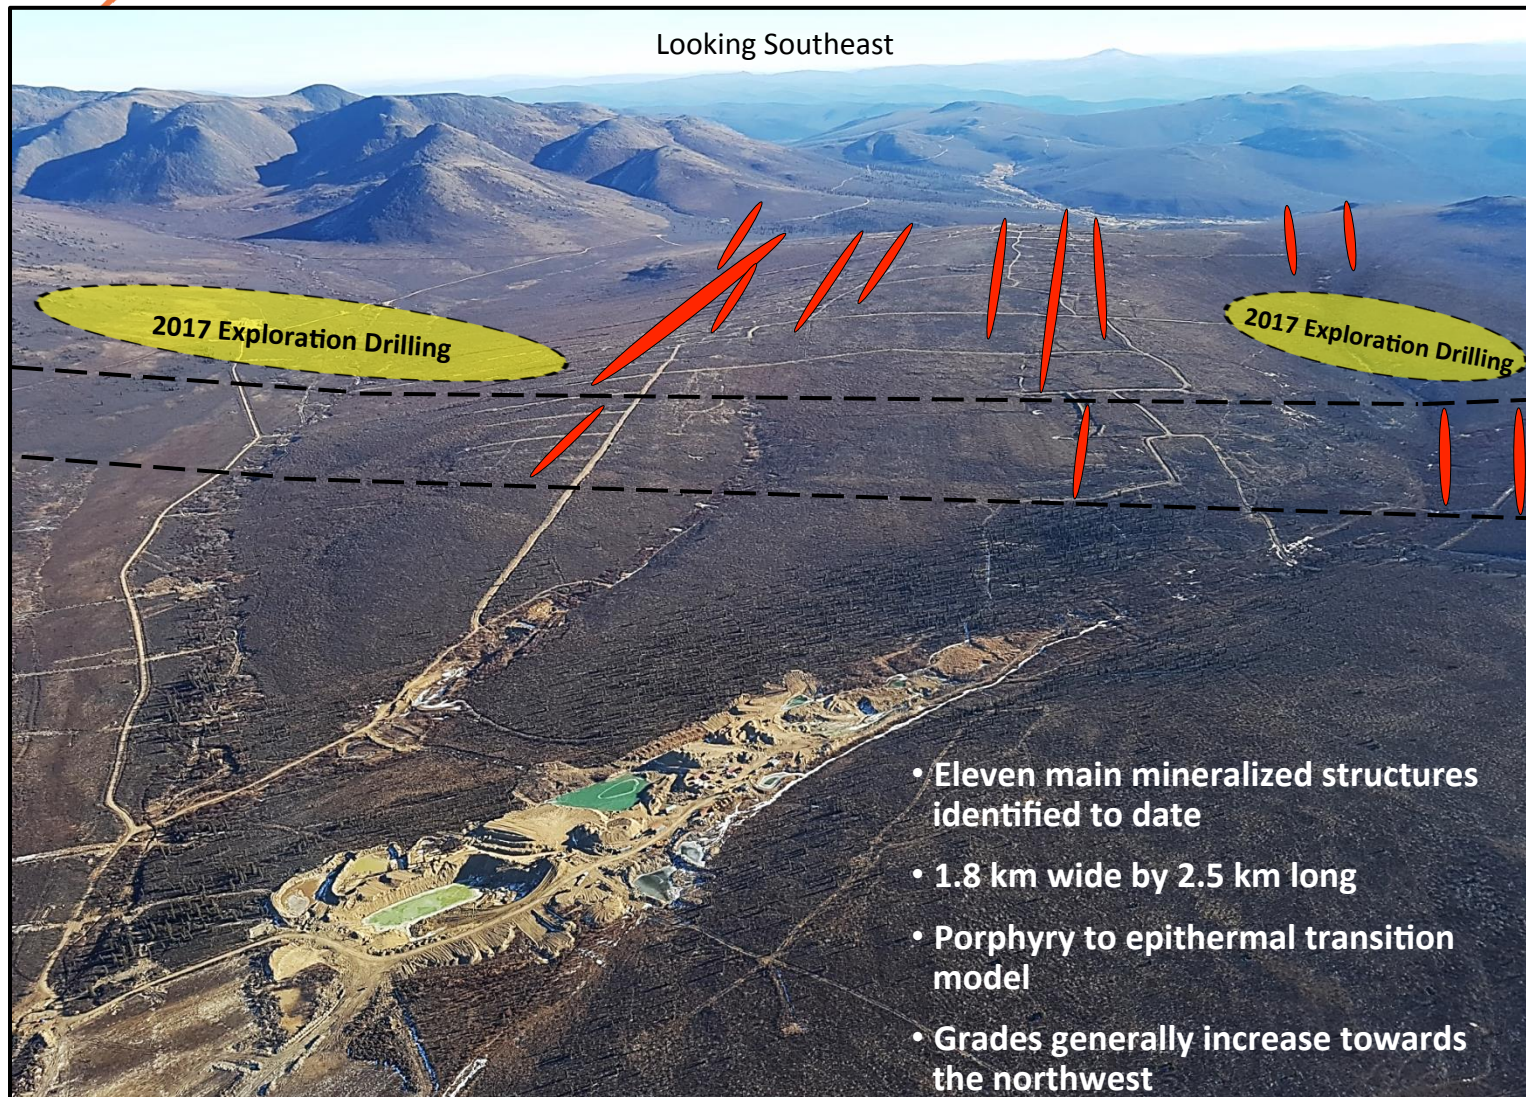 Looking Southeast
2017 Exploration Drilling
2017 Exploration Drilling
• Eleven main mineralized structures
identified to date
• 1.8 km wide by 2.5 km long
• Porphyry to epithermal transition
model
• Grades generally increase towards
the northwest